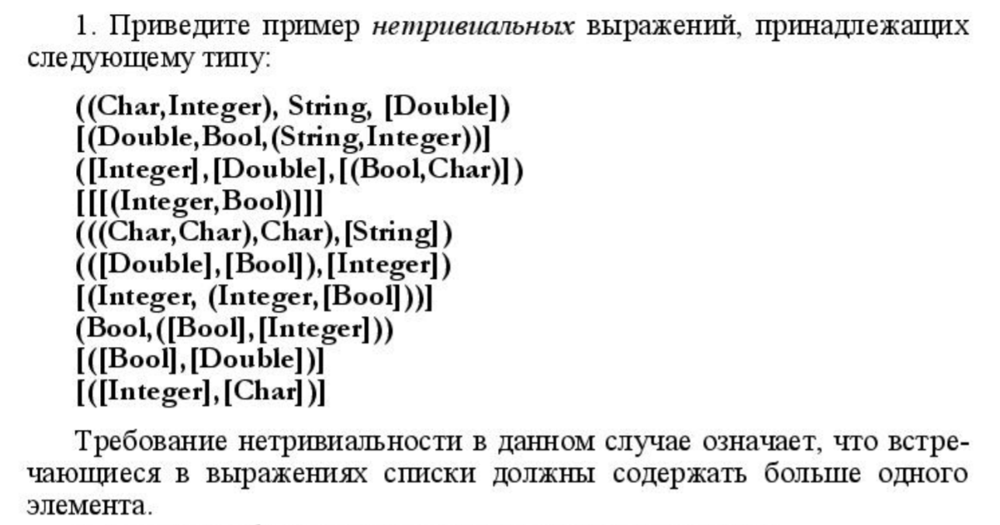 1. Приведите пример нетривиальных выражений, принадлежащих
следующему типу:
((Char,Integer), String, [Double])
[(Double,Bool,(String,Integer))]
([Integer],[Double],[(Bool,Char)])
[[[(Integer,Bool)]]]
(((Char,Char),Char),[String])
(([Double],[Bool]),[Integer])
[(Integer, (Integer,[Bool]))]
(Bool,([Bool],[Integer]))
[([Bool],[Double])]
[([Integer],[Char])]
Требование нетривиальности в данном случае означает, что встре-
чающиеся в выражениях списки должны содержать больше одного
элемента.